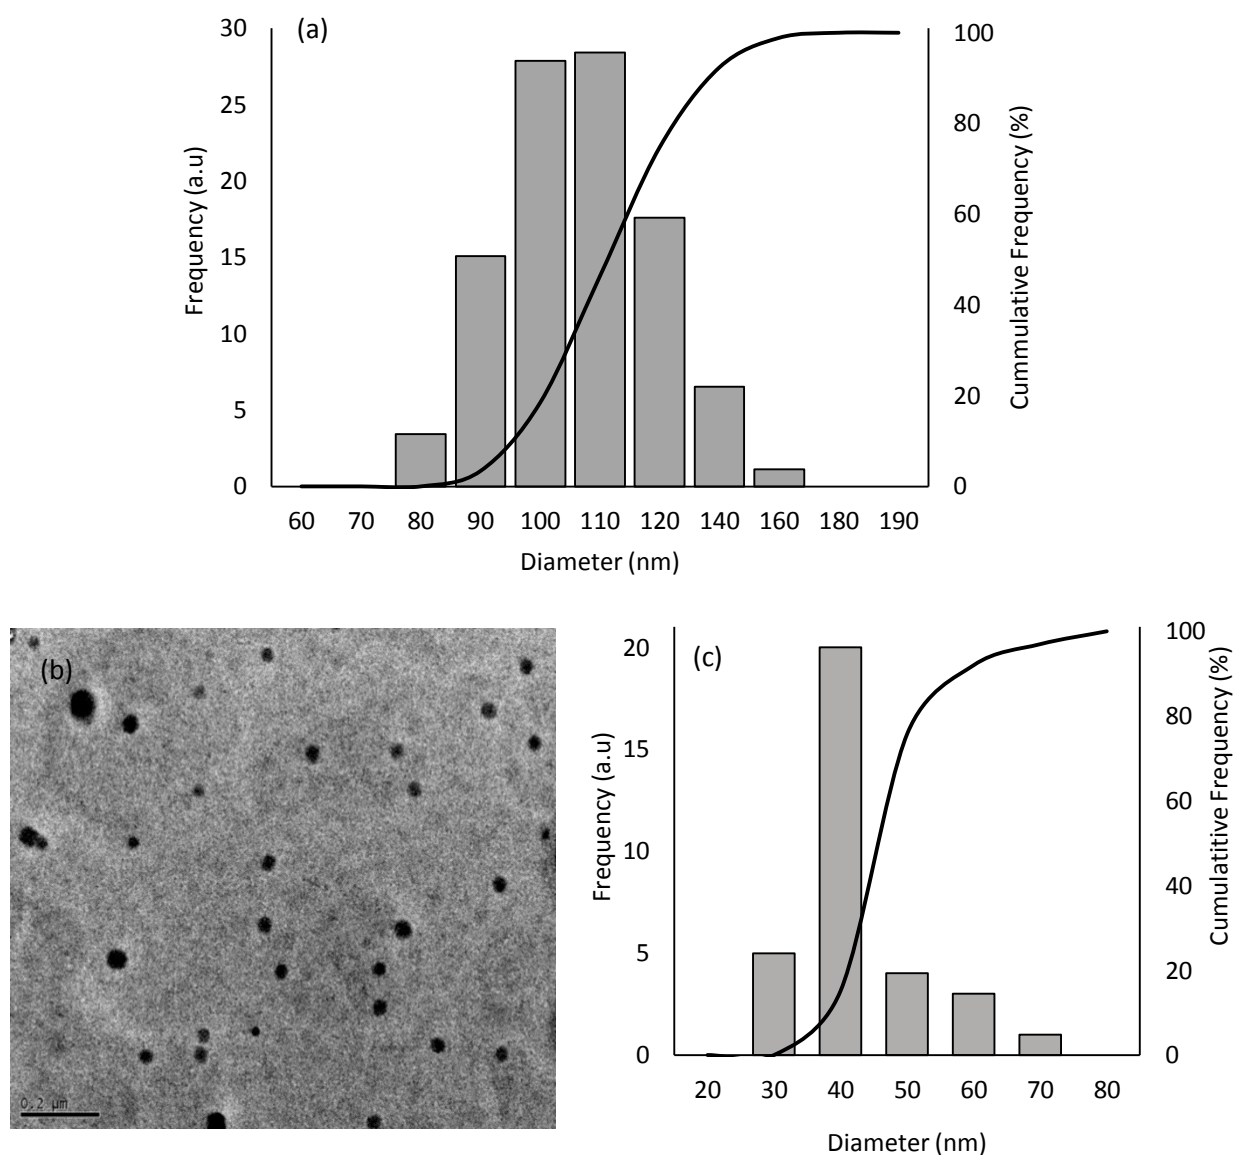 (a)
Frequency (a.u)
30
25
20
15
10
5
0
100
80
60
40
20
0
Cummulative Frequency (%)
60 70 80 90 100 110 120 140 160 180 190
Diameter (nm)
(b)
0.2 µm
(c)
Frequency (a.u)
20
15
10
5
0
100
80
60
40
20
0
Cumulatitive Frequency (%)
20 30 40 50 60 70 80
Diameter (nm)